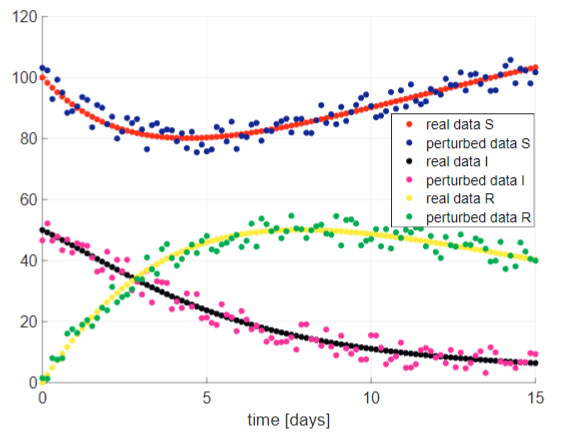 120
100
80
60
40
20
0
real data S
perturbed data S
real data I
perturbed data I
real data R
perturbed data R
0 5 10 15
time [days]